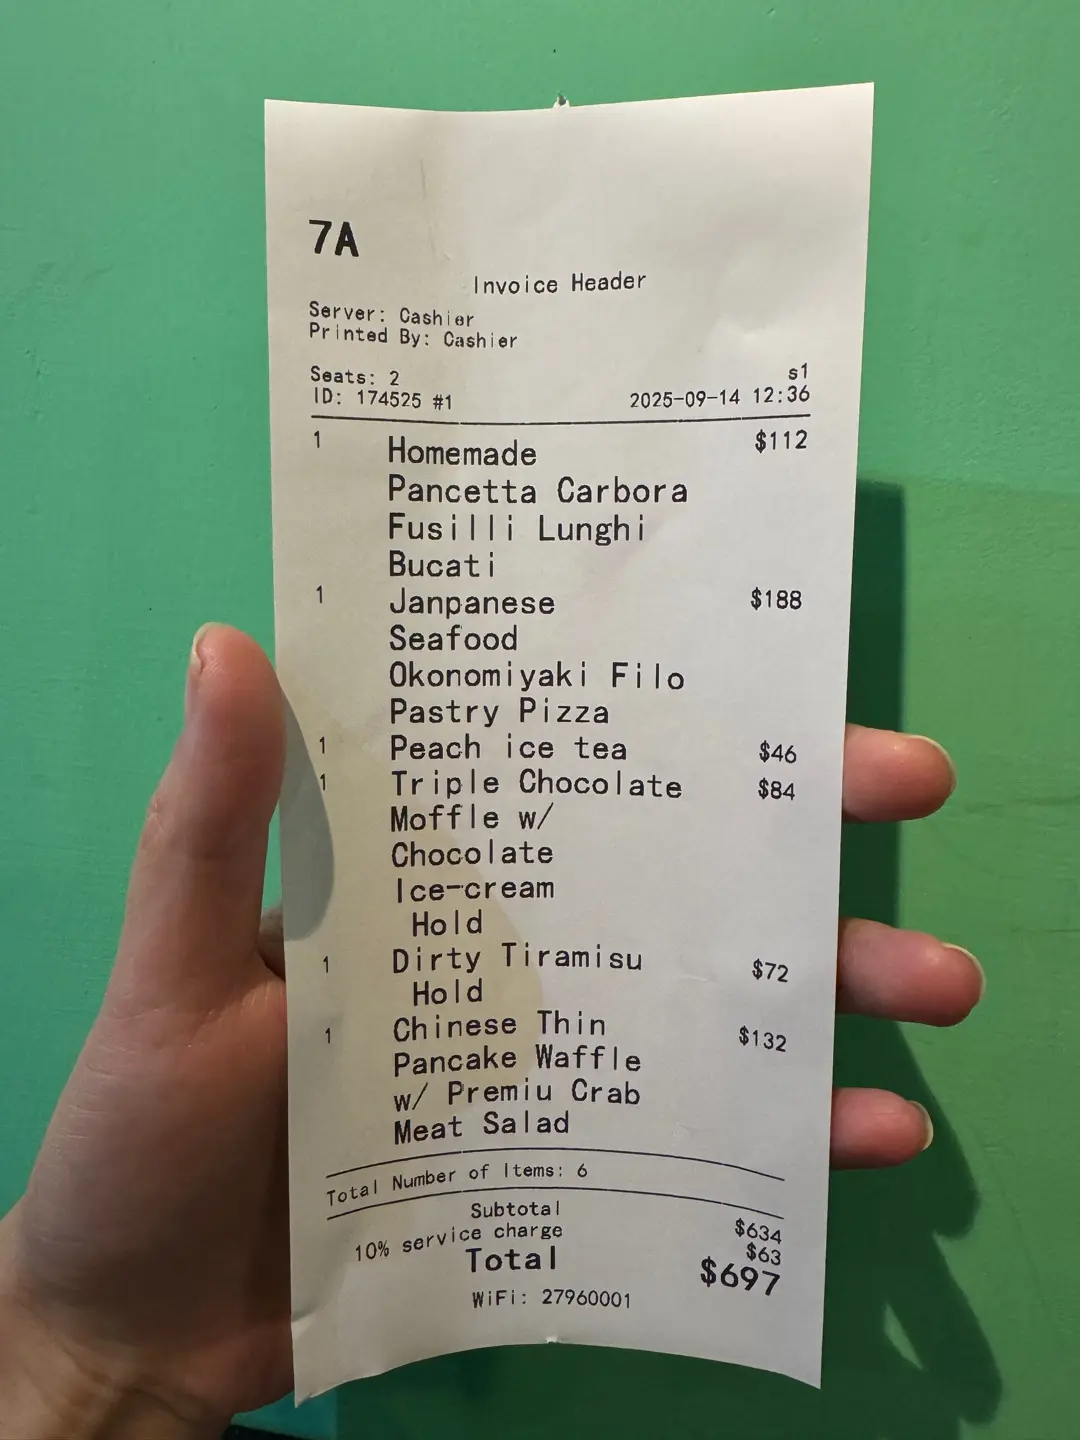 7A
Invoice Header
Server: Cashier
Printed By: Cashier
Seats: 2 s1
ID: 174525 #1 2025-09-14 12:36
1 Homemade $112
Pancetta Carbora
Fusilli Lunghi
Bucati
1 Janpanese $188
Seafood
Okonomiyaki Filo
Pastry Pizza
1 Peach ice tea $46
1 Triple Chocolate $84
Moffle w/
Chocolate
Ice-cream
Hold
1 Dirty Tiramisu $72
Hold
1 Chinese Thin $132
Pancake Waffle
w/ Premiu Crab
Meat Salad
Total Number of Items: 6
Subtotal $634
10% service charge $63
Total $697
WiFi: 27960001